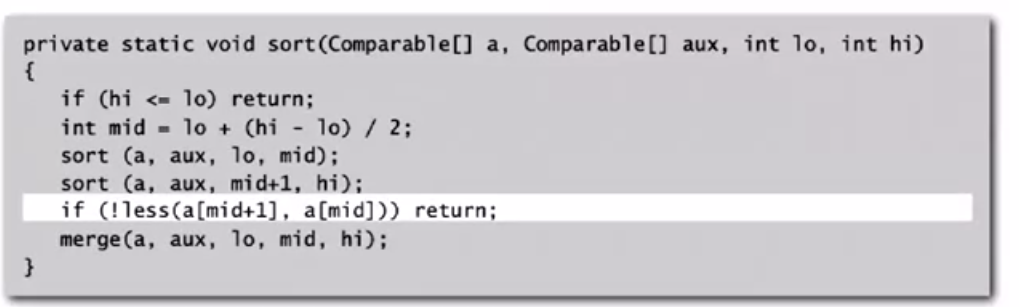 private static void sort(Comparable[] a, Comparable[] aux, int lo, int hi)
{
if (hi <= lo) return;
int mid = lo + (hi - lo) / 2;
sort (a, aux, lo, mid);
sort (a, aux, mid+1, hi);
if (!less(a[mid+1], a[mid])) return;
merge(a, aux, lo, mid, hi);
}